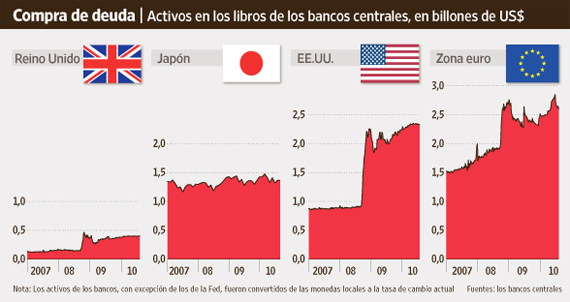 Compra de deuda | Activos en los libros de los bancos centrales, en billones de US$
Reino Unido
Japón
EE.UU.
Zona euro
1,0
0,5
0,0
2007 08 09 10
2,0
1,5
1,0
0,5
0,0
2007 08 09 10
2,5
2,0
1,5
1,0
0,5
0,0
2007 08 09 10
3,0
2,5
2,0
1,5
1,0
0,5
0,0
2007 08 09 10
Nota: Los activos de los bancos, con excepción de los de la Fed, fueron convertidos de las monedas locales a la tasa de cambio actual
Fuentes: los bancos centrales